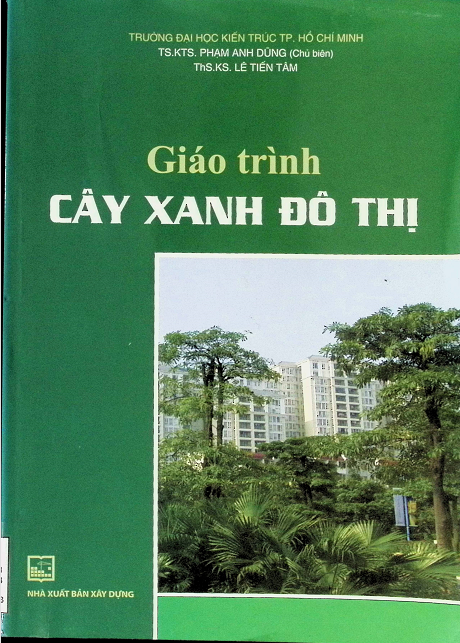 TRƯỜNG ĐẠI HỌC KIẾN TRÚC TP. HỒ CHÍ MINH
TS.KTS. PHẠM ANH DŨNG (Chủ biên)
ThS.KS. LÊ TIẾN TÂM
Giáo trình
CÂY XANH ĐÔ THỊ
NHÀ XUẤT BẢN XÂY DỰNG